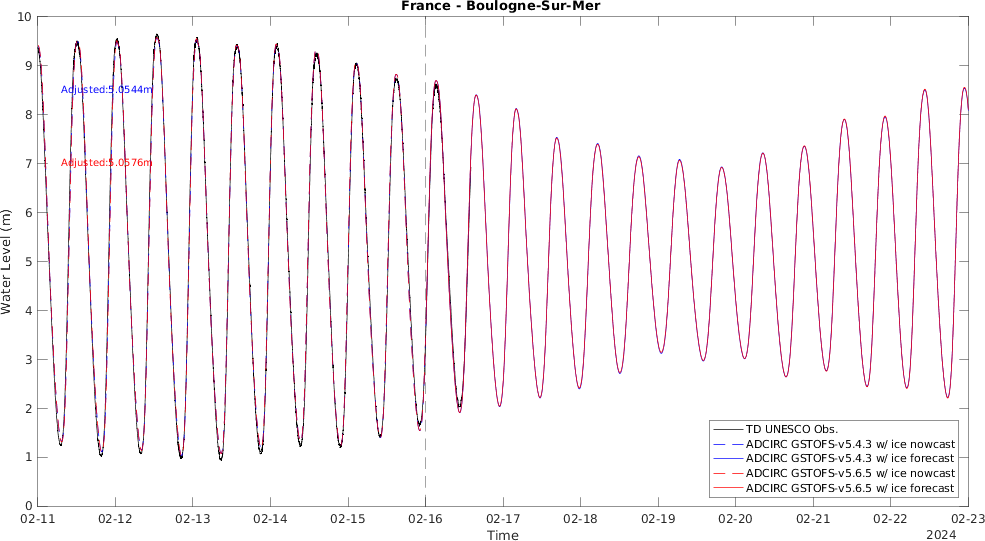 France - Boulogne-Sur-Mer
10
9
8
7
6
5
4
3
2
1
0
Water Level (m)
Adjusted:5.0544m
Adjusted:5.0576m
TD UNESCO Obs.
ADCIRC GSTOFS-v5.4.3 w/ ice nowcast
ADCIRC GSTOFS-v5.4.3 w/ ice forecast
ADCIRC GSTOFS-v5.6.5 w/ ice nowcast
ADCIRC GSTOFS-v5.6.5 w/ ice forecast
02-11 02-12 02-13 02-14 02-15 02-16 02-17 02-18 02-19 02-20 02-21 02-22 02-23
Time
2024